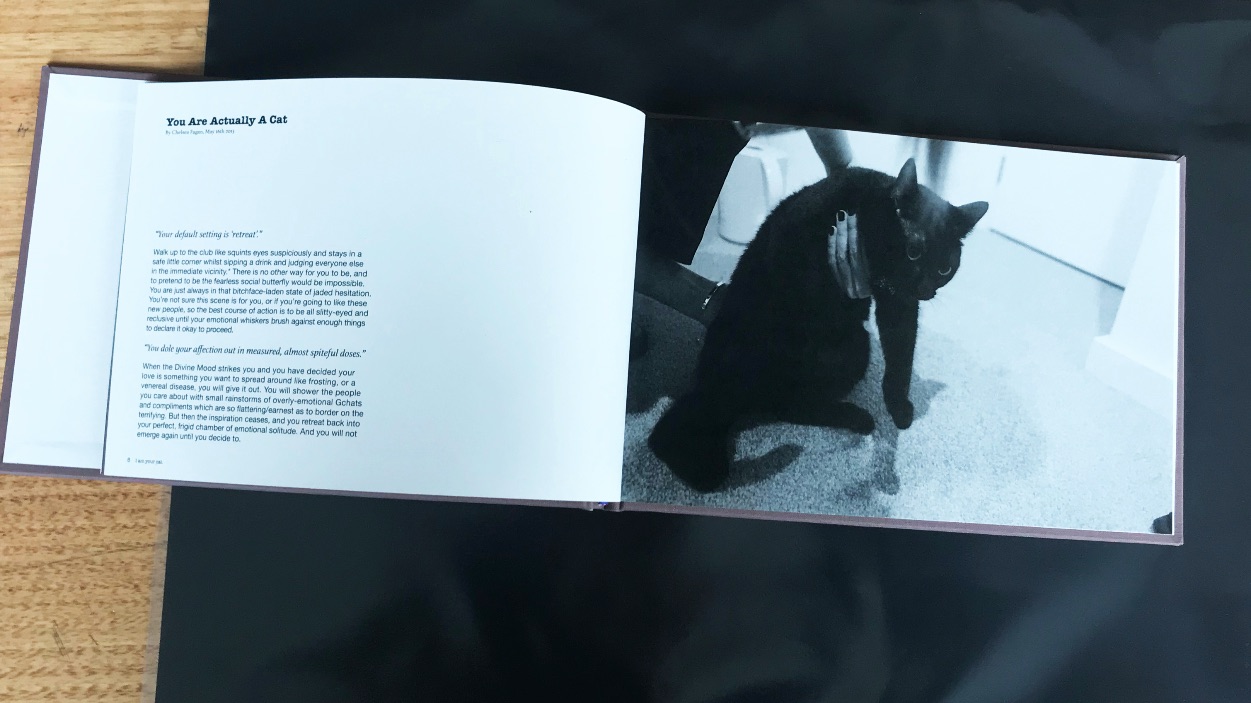 You Are Actually A Cat
By Chelsea Fagan, May 16th 2013
"Your default setting is 'retreat'."
Walk up to the club like squints eyes suspiciously and stays in a
safe little corner whilst sipping a drink and judging everyone else
in the immediate vicinity." There is no other way for you to be, and
to pretend to be the fearless social butterfly would be impossible.
You are just always in that bitchface-laden state of jaded hesitation.
You're not sure this scene is for you, or if you're going to like these
new people, so the best course of action is to be all slitty-eyed and
reclusive until your emotional whiskers brush against enough things
to declare it okay to proceed.
"You dole your affection out in measured, almost spiteful doses."
When the Divine Mood strikes you and you have decided your
love is something you want to spread around like frosting, or a
venereal disease, you will give it out. You will shower the people
you care about with small rainstorms of overly-emotional Gchats
and compliments which are so flattering/earnest as to border on the
terrifying. But then the inspiration ceases, and you retreat back into
your perfect, frigid chamber of emotional solitude. And you will not
emerge again until you decide to.
8 I am your cat